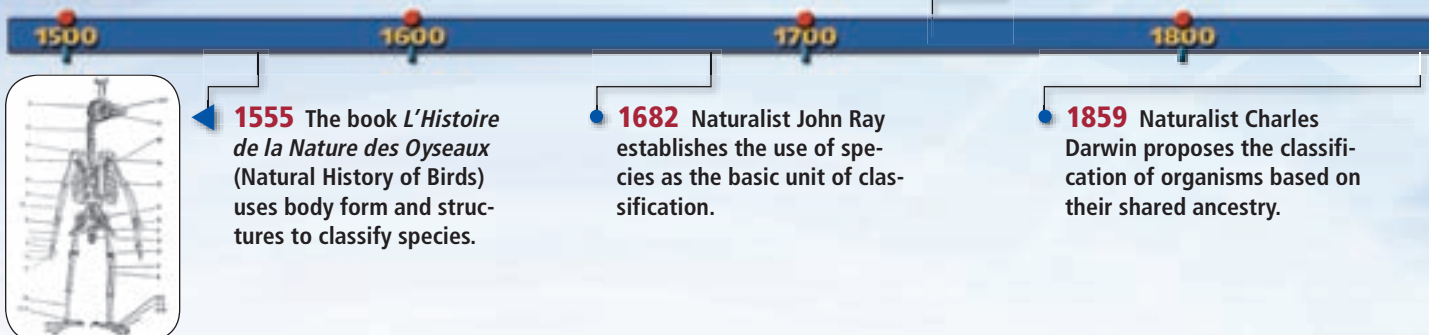 1500 1600 1700 1800
1555 The book L'Histoire
de la Nature des Oyseaux
(Natural History of Birds)
uses body form and struc-
tures to classify species.
1682 Naturalist John Ray
establishes the use of spe-
cies as the basic unit of clas-
sification.
1859 Naturalist Charles
Darwin proposes the classifi-
cation of organisms based on
their shared ancestry.